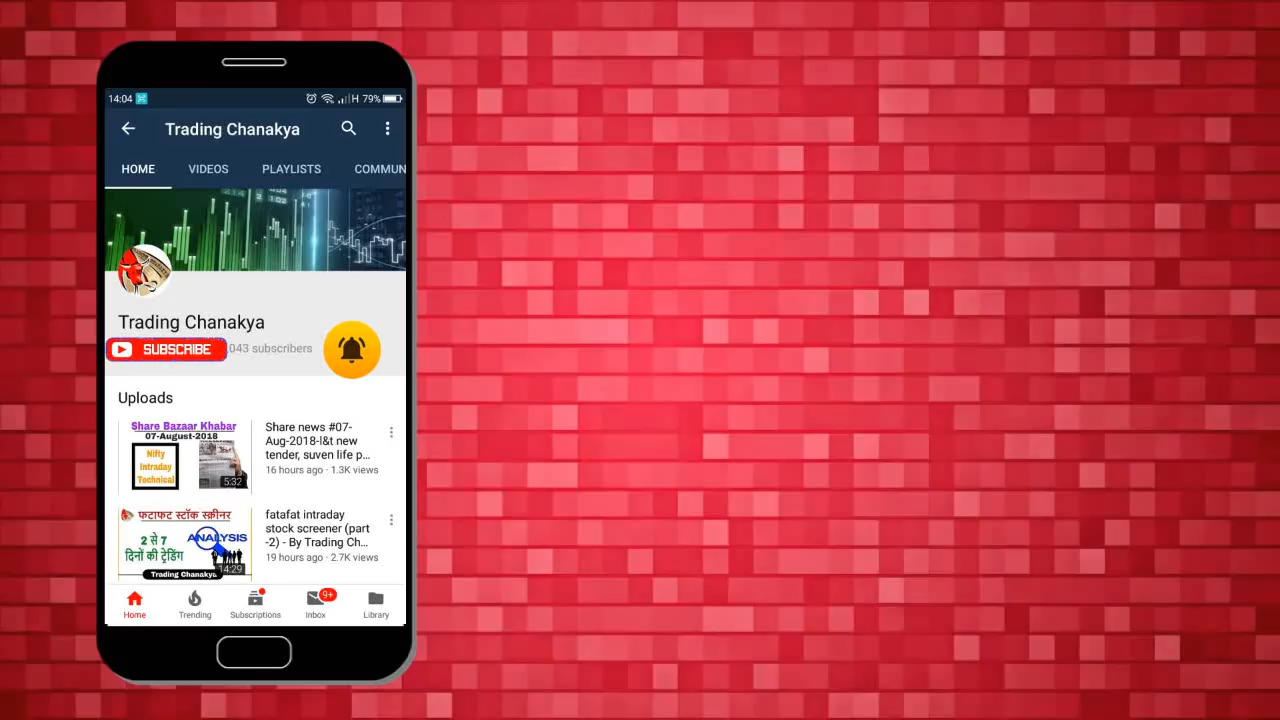 14:04
H 79%
Trading Chanakya
HOME VIDEOS PLAYLISTS COMMUN
Trading Chanakya
SUBSCRIBE
043 subscribers
Uploads
Share Bazaar Khabar
07-August-2018
Nifty
Intraday
Technical
5:32
Share news #07-
Aug-2018-l&t new
tender, suven life p...
16 hours ago · 1.3K views
फटाफट स्टॉक स्क्रीनर
2 से 7
दिनों की ट्रेडिंग
ANALYSIS
14:29
Trading Chanakya
fatafat intraday
stock screener (part
-2) - By Trading Ch...
19 hours ago · 2.7K views
Home Trending Subscriptions Inbox 9+ Library